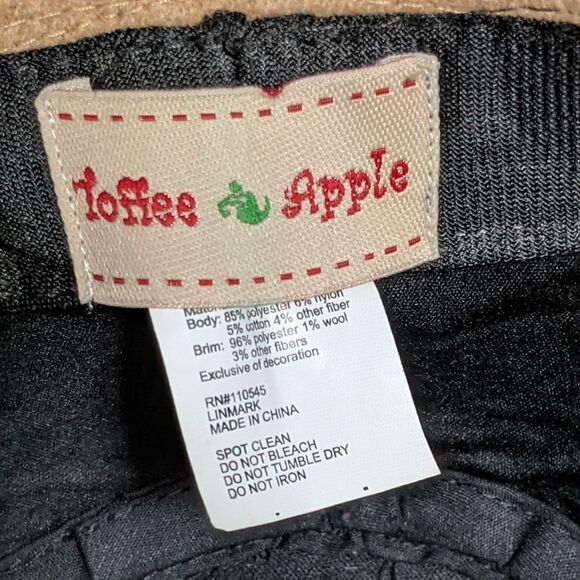 Toffee Apple
Body: 85% polyester 6% nylon
5% cotton 4% other fiber
Brim: 96% polyester 1% wool
3% other fibers
Exclusive of decoration
RN#110545
LINMARK
MADE IN CHINA
SPOT CLEAN
DO NOT BLEACH
DO NOT TUMBLE DRY
DO NOT IRON